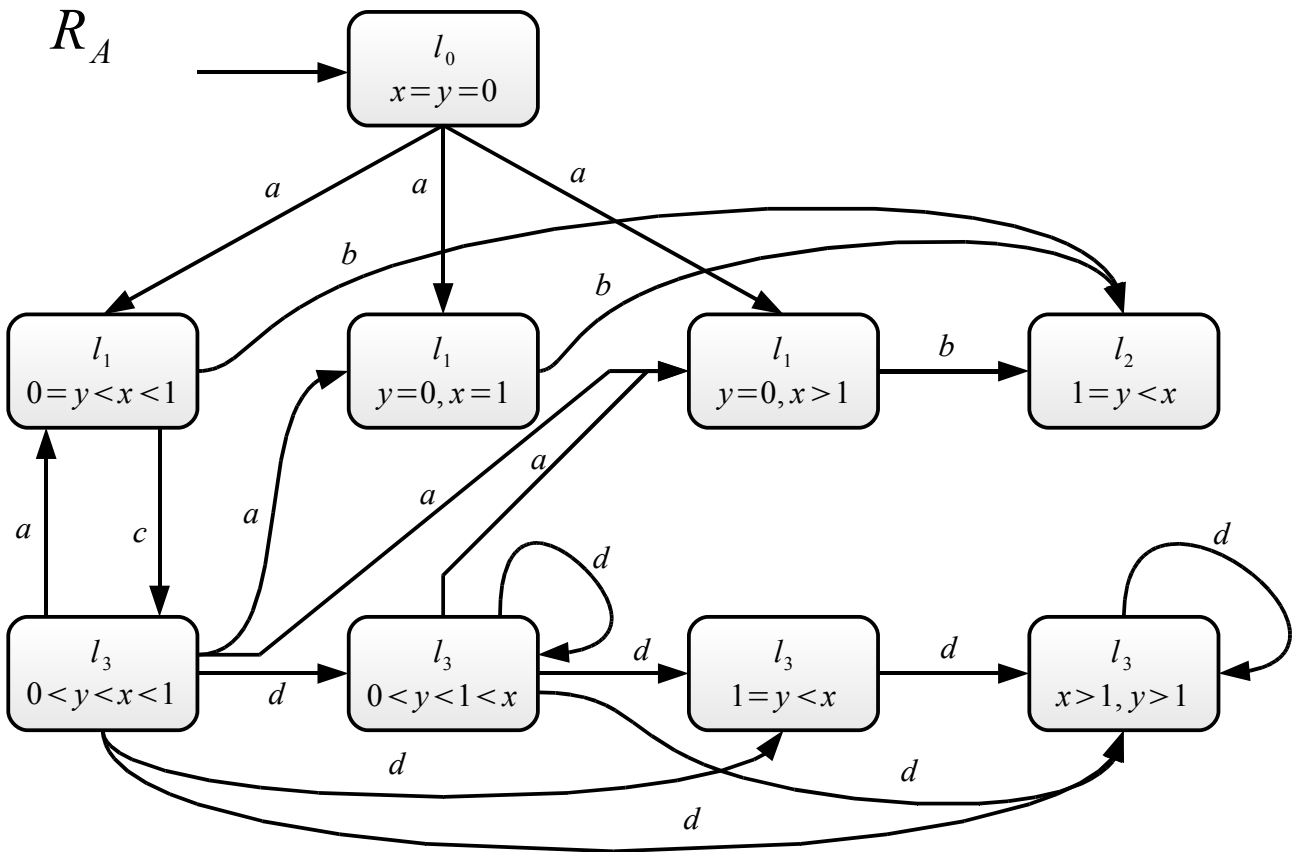 R_A
l_0
x=y=0
a
a
a
b
b
l_1
0=y<x<1
l_1
y=0,x=1
l_1
y=0,x>1
b
l_2
1=y<x
a
c
a
a
a
d
d
l_3
0<y<x<1
d
l_3
0<y<1<x
d
l_3
1=y<x
d
l_3
x>1,y>1
d
d
d